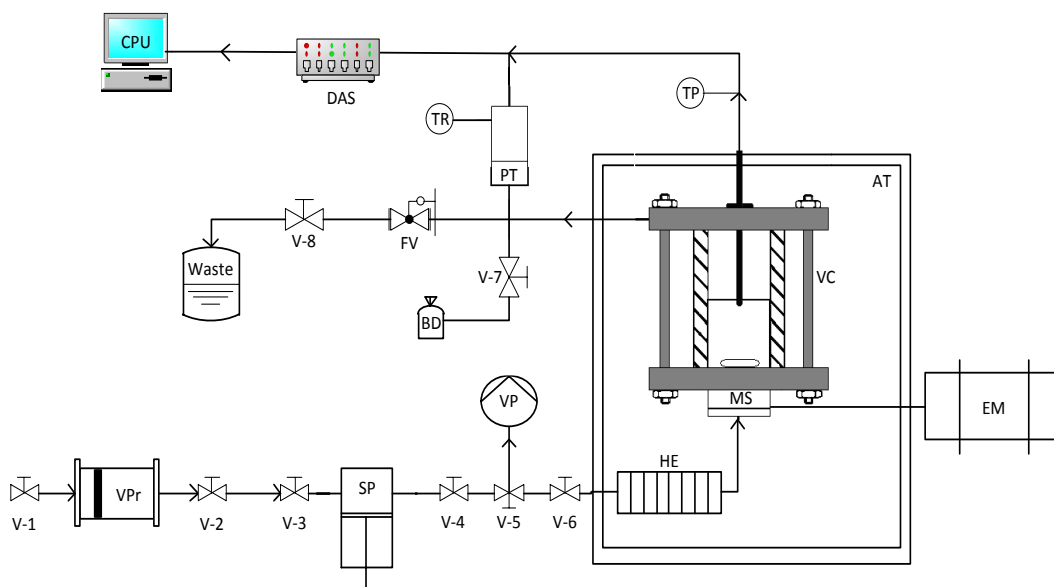 CPU
DAS
TR
PT
TP
AT
V-8
FV
V-7
VC
Waste
BD
VP
MS
EM
HE
VPr
SP
V-1
V-2
V-3
V-4
V-5
V-6